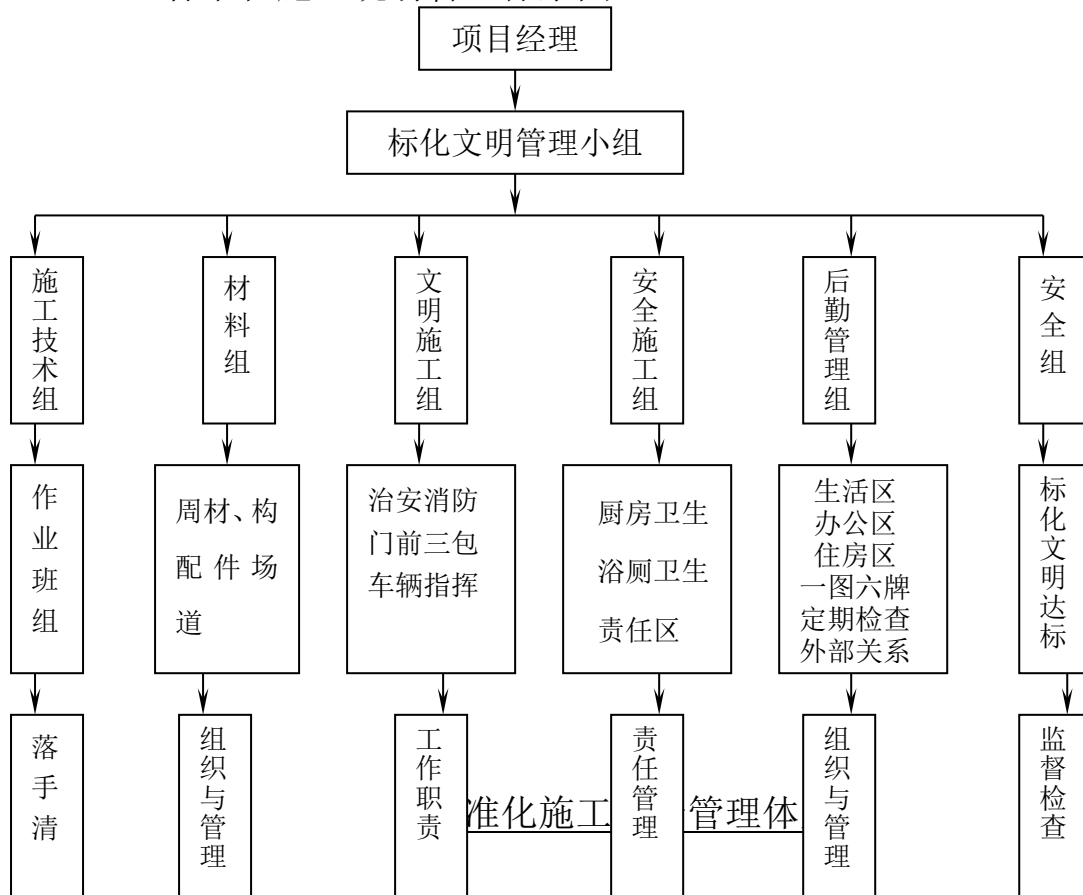 项目经理
标化文明管理小组
施工技术组
材料组
文明施工组
安全施工组
后勤管理组
安全组
作业班组
周材、构
配件场
道
治安消防
门前三包
车辆指挥
厨房卫生
浴厕卫生
责任区
生活区
办公区
住房区
一图六牌
定期检查
外部关系
标化文明达标
落手清
组织与管理
工作职责
责任管理
组织与管理
监督检查
准化施工 管理体